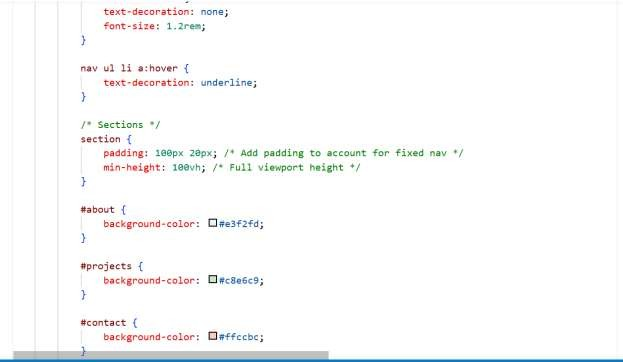 text-decoration: none;
font-size: 1.2rem;
}
nav ul li a:hover {
text-decoration: underline;
}
/* Sections */
section {
padding: 100px 20px; /* Add padding to account for fixed nav */
min-height: 100vh; /* Full viewport height */
}
#about {
background-color: #e3f2fd;
}
#projects {
background-color: #c8e6c9;
}
#contact {
background-color: #ffccbc;
}